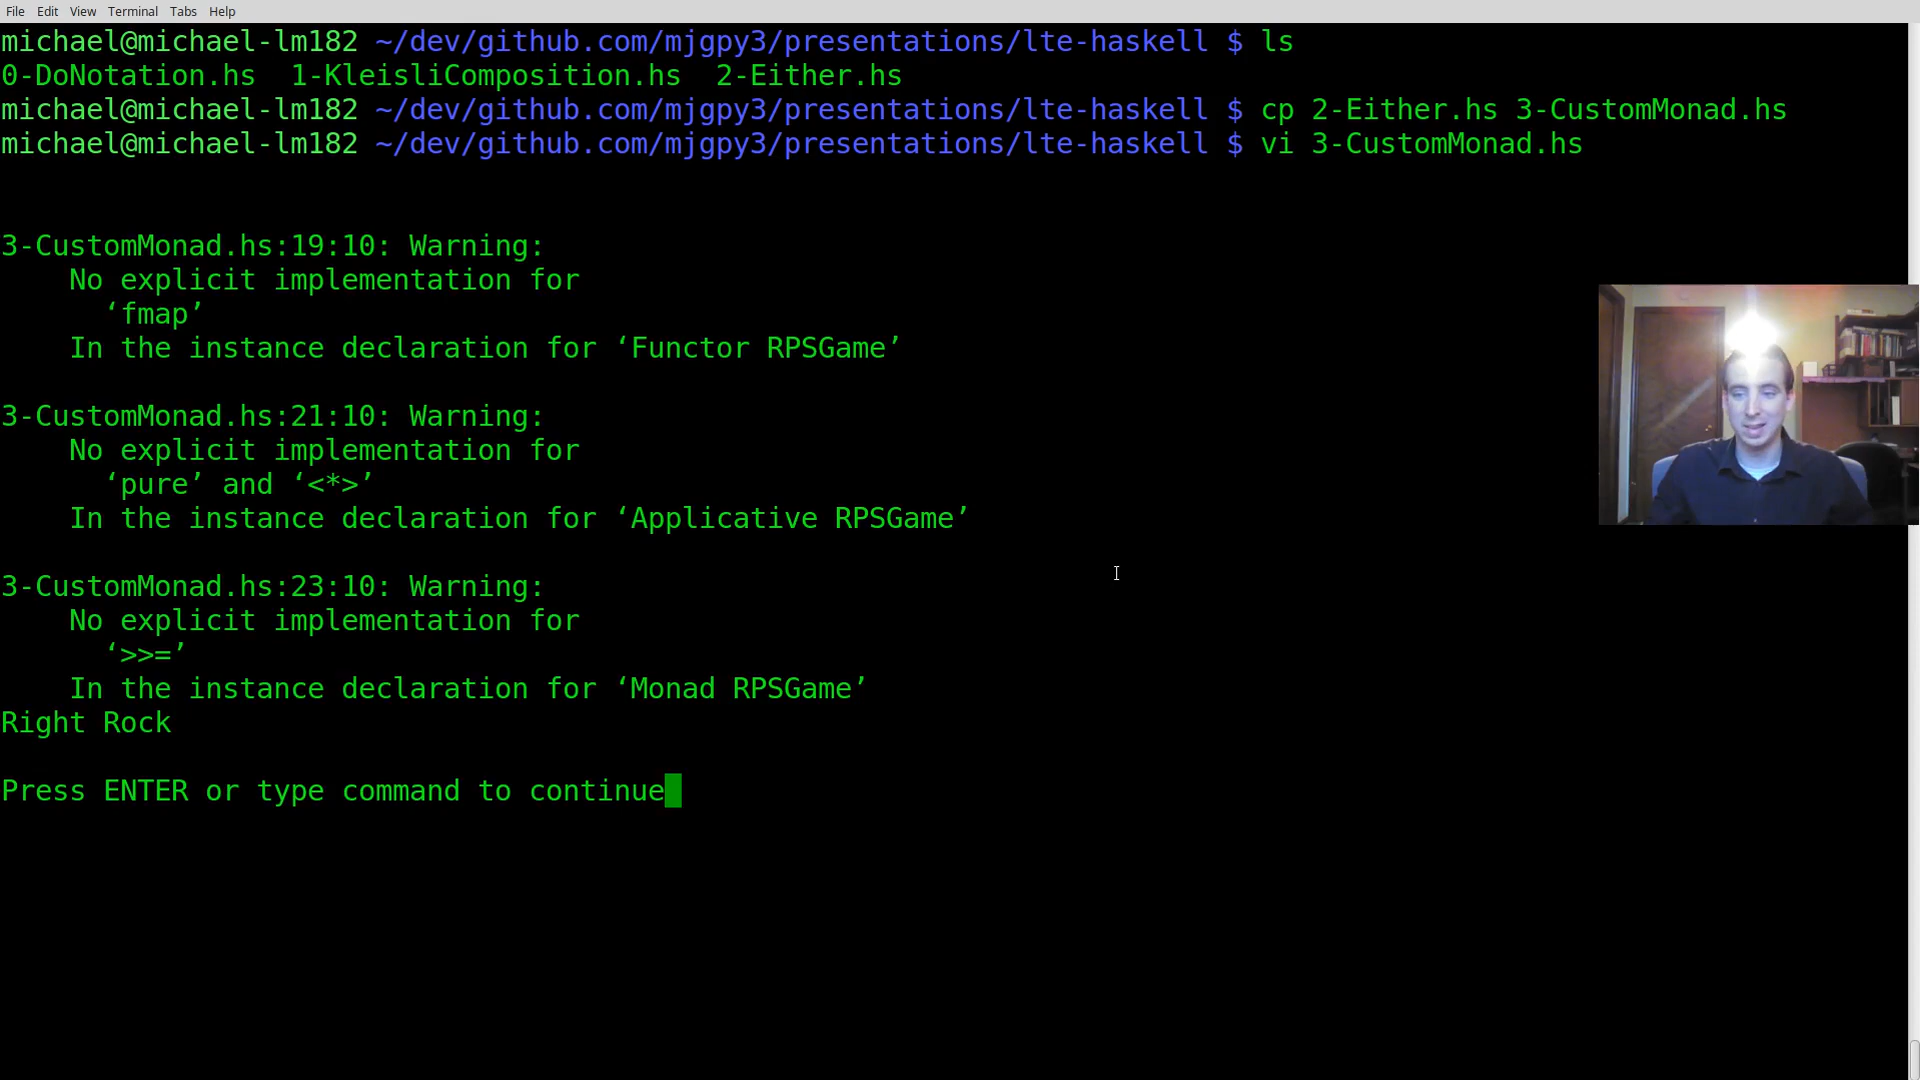 File Edit View Terminal Tabs Help
michael@michael-lm182 ~/dev/github.com/mjgpy3/presentations/lte-haskell $ ls
0-DoNotation.hs  1-KleisliComposition.hs  2-Either.hs
michael@michael-lm182 ~/dev/github.com/mjgpy3/presentations/lte-haskell $ cp 2-Either.hs 3-CustomMonad.hs
michael@michael-lm182 ~/dev/github.com/mjgpy3/presentations/lte-haskell $ vi 3-CustomMonad.hs
3-CustomMonad.hs:19:10: Warning:
    No explicit implementation for
      ‘fmap’
    In the instance declaration for ‘Functor RPSGame’
3-CustomMonad.hs:21:10: Warning:
    No explicit implementation for
      ‘pure’ and ‘<*>’
    In the instance declaration for ‘Applicative RPSGame’
3-CustomMonad.hs:23:10: Warning:
    No explicit implementation for
      ‘>>=’
    In the instance declaration for ‘Monad RPSGame’
Right Rock
Press ENTER or type command to continue